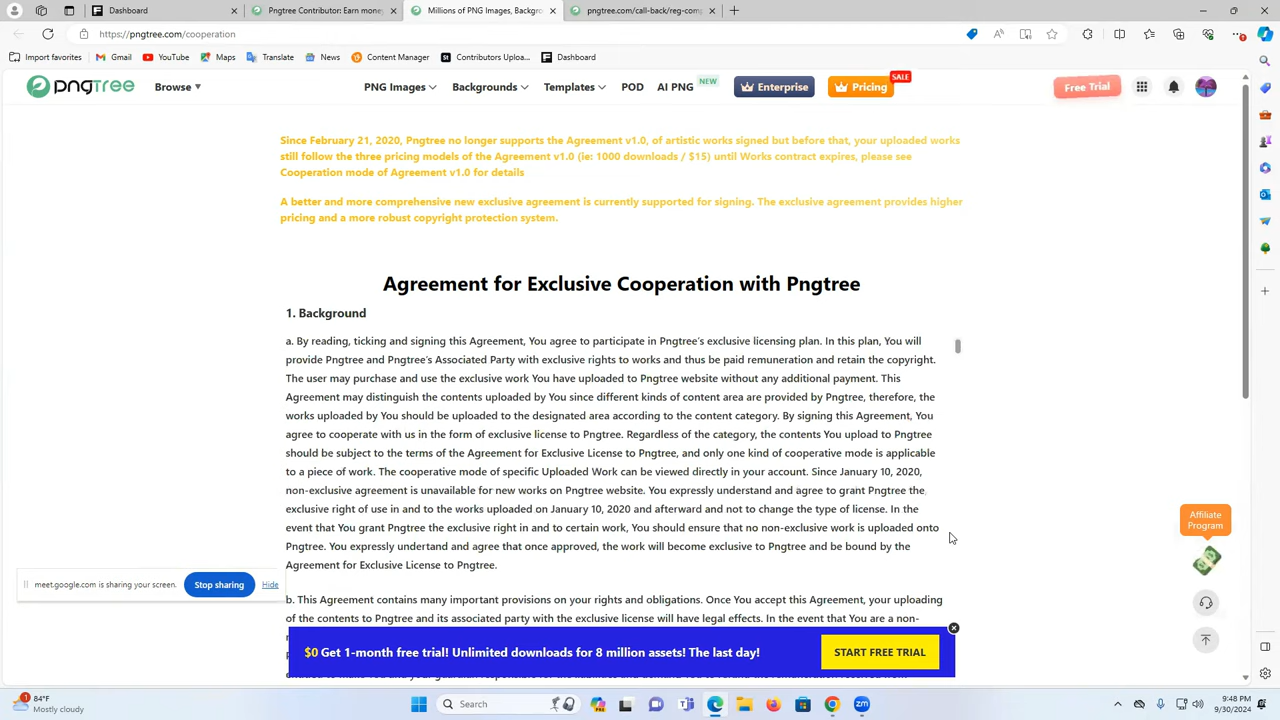 Dashboard
Pngtree Contributor: Earn money
Millions of PNG Images, Backgro
pngtree.com/call-back/reg-comp
https://pngtree.com/cooperation
Import favorites
Gmail
YouTube
Maps
Translate
News
Content Manager
Contributors Uploa...
Dashboard
pngtree
Browse
PNG Images
Backgrounds
Templates
POD
AI PNG
NEW
Enterprise
Pricing
SALE
Free Trial
Since February 21, 2020, Pngtree no longer supports the Agreement v1.0, of artistic works signed but before that, your uploaded works
still follow the three pricing models of the Agreement v1.0 (ie: 1000 downloads / $15) until Works contract expires, please see
Cooperation mode of Agreement v1.0 for details
A better and more comprehensive new exclusive agreement is currently supported for signing. The exclusive agreement provides higher
pricing and a more robust copyright protection system.
Agreement for Exclusive Cooperation with Pngtree
1. Background
a. By reading, ticking and signing this Agreement, You agree to participate in Pngtree's exclusive licensing plan. In this plan, You will
provide Pngtree and Pngtree's Associated Party with exclusive rights to works and thus be paid remuneration and retain the copyright.
The user may purchase and use the exclusive work You have uploaded to Pngtree website without any additional payment. This
Agreement may distinguish the contents uploaded by You since different kinds of content area are provided by Pngtree, therefore, the
works uploaded by You should be uploaded to the designated area according to the content category. By signing this Agreement, You
agree to cooperate with us in the form of exclusive license to Pngtree. Regardless of the category, the contents You upload to Pngtree
should be subject to the terms of the Agreement for Exclusive License to Pngtree, and only one kind of cooperative mode is applicable
to a piece of work. The cooperative mode of specific Uploaded Work can be viewed directly in your account. Since January 10, 2020,
non-exclusive agreement is unavailable for new works on Pngtree website. You expressly understand and agree to grant Pngtree the
exclusive right of use in and to the works uploaded on January 10, 2020 and afterward and not to change the type of license. In the
event that You grant Pngtree the exclusive right in and to certain work, You should ensure that no non-exclusive work is uploaded onto
Pngtree. You expressly undertand and agree that once approved, the work will become exclusive to Pngtree and be bound by the
Agreement for Exclusive License to Pngtree.
Affiliate
Program
meet.google.com is sharing your screen.
Stop sharing
Hide
b. This Agreement contains many important provisions on your rights and obligations. Once You accept this Agreement, your uploading
of the contents to Pngtree and its associated party with the exclusive license will have legal effects. In the event that You are a non-
$0 Get 1-month free trial! Unlimited downloads for 8 million assets! The last day!
START FREE TRIAL
84°F
Mostly cloudy
Search
9:48 PM
9/30/2024